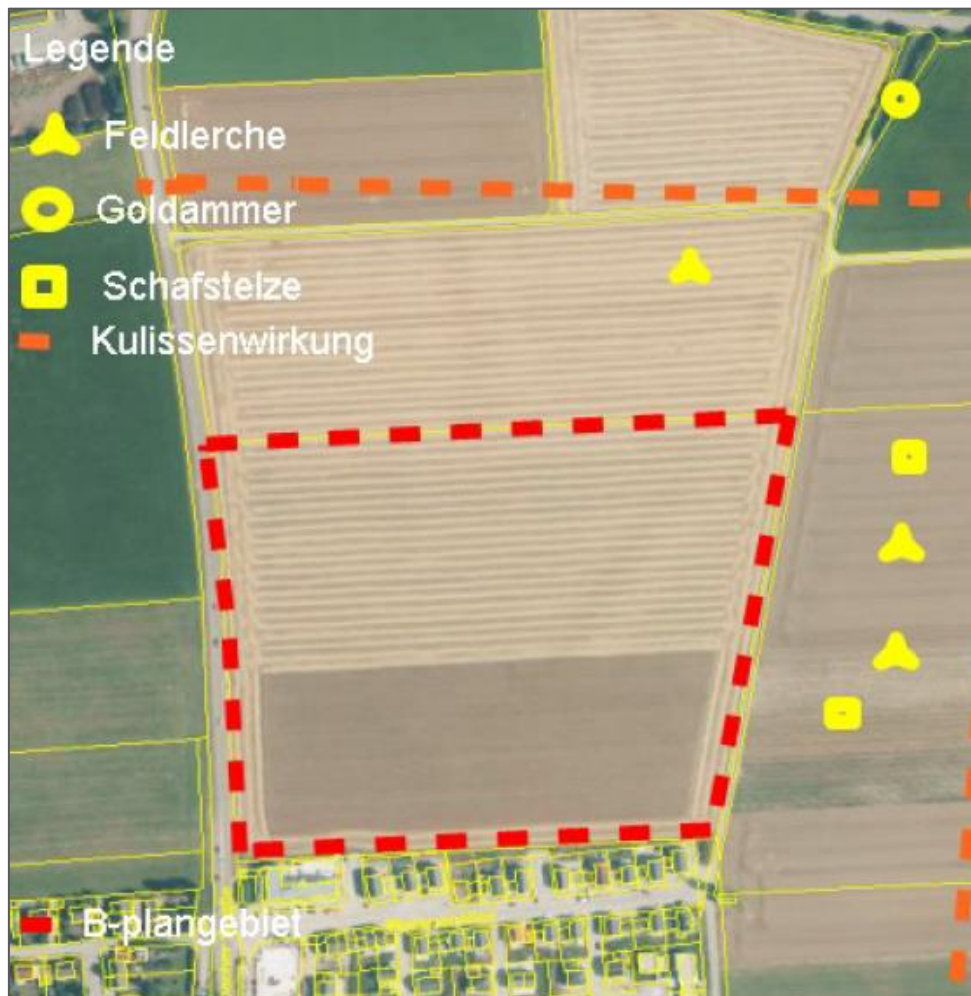 Legende
Feldlerche
Goldammer
Schafstelze
Kulissenwirkung
B-plangebiet